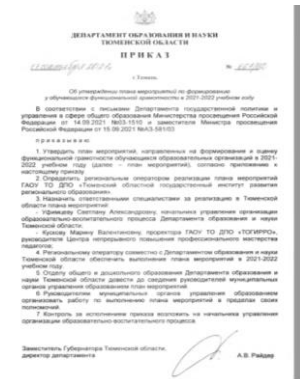 ДЕПАРТАМЕНТ ОБРАЗОВАНИЯ И НАУКИ
ТЮМЕНСКОЙ ОБЛАСТИ
П Р И К А З
№
г. Тюмень
Об утверждении плана мероприятий по формированию
у обучающихся функциональной грамотности в 2021-2022 учебном году
В соответствии с письмами Департамента государственной политики и
управления в сфере общего образования Министерства просвещения Российской
Федерации от 14.09.2021 №03-1510 и заместителя Министра просвещения
Российской Федерации от 15.09.2021 №АЗ-581/03
п р и к а з ы в а ю:
1. Утвердить план мероприятий, направленных на формирование и оценку
функциональной грамотности обучающихся образовательных организаций в 2021-
2022 учебном году (далее - план мероприятий), согласно приложению к
настоящему приказу.
2. Определить региональным оператором реализации плана мероприятий
ГАОУ ТО ДПО «Тюменский областной государственный институт развития
регионального образования».
3. Назначить ответственными специалистами за реализацию в Тюменской
области плана мероприятий:
- Уфимцеву Светлану Александровну, начальника управления организации
образовательно-воспитательного процесса Департамента образования и науки
Тюменской области;
- Кускову Марину Валентиновну, проректора ГАОУ ТО ДПО «ТОГИРРО»,
руководителя Центра непрерывного повышения профессионального мастерства
педагогов;
4. Региональному оператору совместно с Департаментом образования и науки
Тюменской области обеспечить выполнение плана мероприятий в 2021-2022
учебном году.
5. Отделу общего и дошкольного образования Департамента образования и
науки Тюменской области довести до сведения руководителей муниципальных
органов управления образованием план мероприятий
6. Руководителям муниципальных органов управления образованием
организовать работу по выполнению плана мероприятий в пределах своих
полномочий.
7. Контроль за исполнением приказа возложить на начальника управления
организации образовательно-воспитательного процесса.
Заместитель Губернатора Тюменской области,
директор департамента
А.В. Райдер